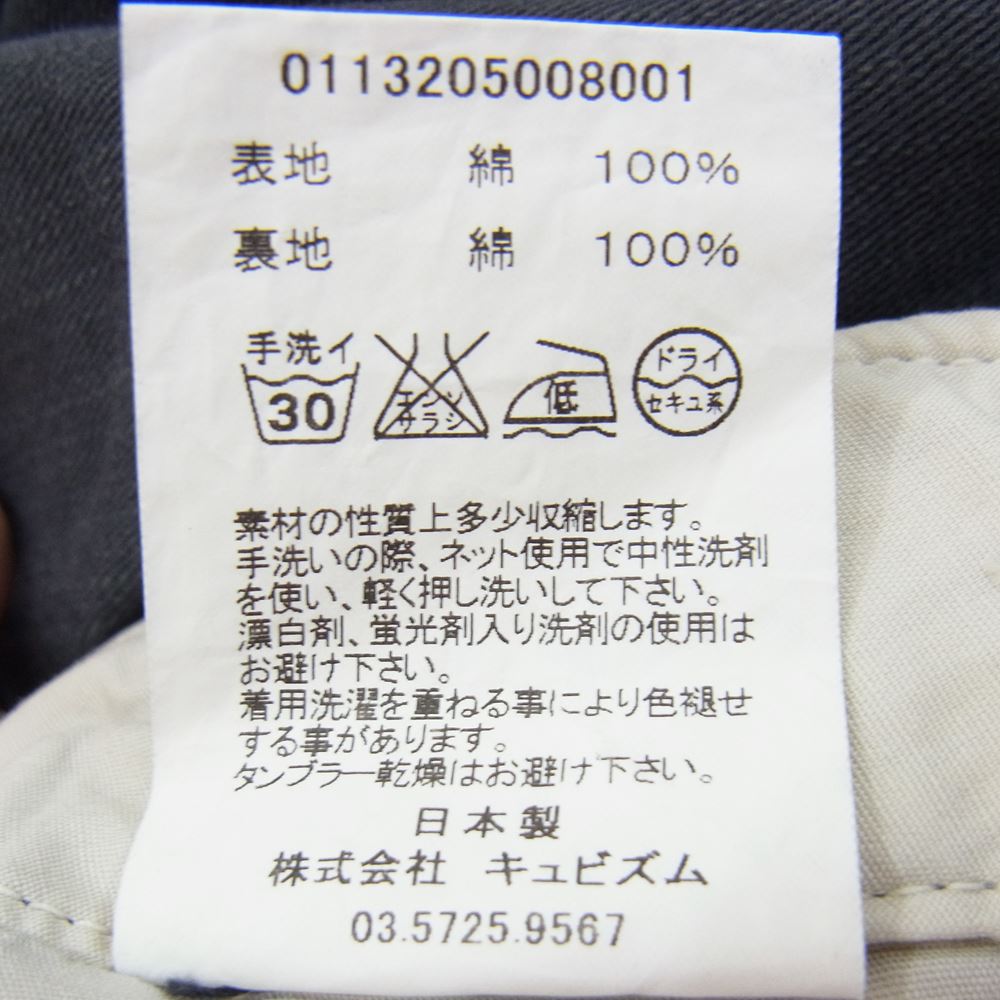 0113205008001
表地 綿 100%
裏地 綿 100%
手洗イ エンソ ドライ
30 サラシ 低 セキユ系
素材の性質上多少収縮します。
手洗いの際、ネット使用で中性洗剤
を使い、軽く押し洗いして下さい。
漂白剤、蛍光剤入り洗剤の使用は
お避け下さい。
着用洗濯を重ねる事により色褪せ
する事があります。
タンブラー乾燥はお避け下さい。
日本製
株式会社 キュビズム
03.5725.9567